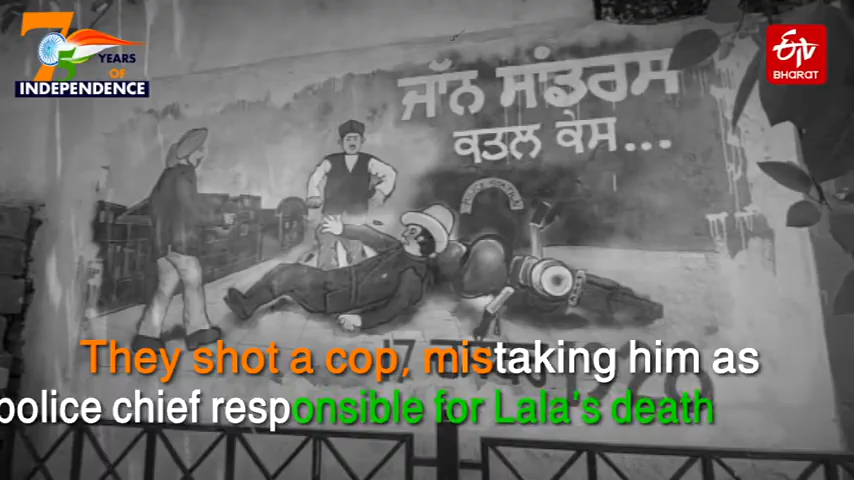 75
YEARS
OF
INDEPENDENCE
ETV
BHARAT
ਜਾੱਨ ਸਾਂਡਰਸ
ਕਤਲ ਕੇਸ...
They shot a cop, mistaking him as
police chief responsible for Lala's death